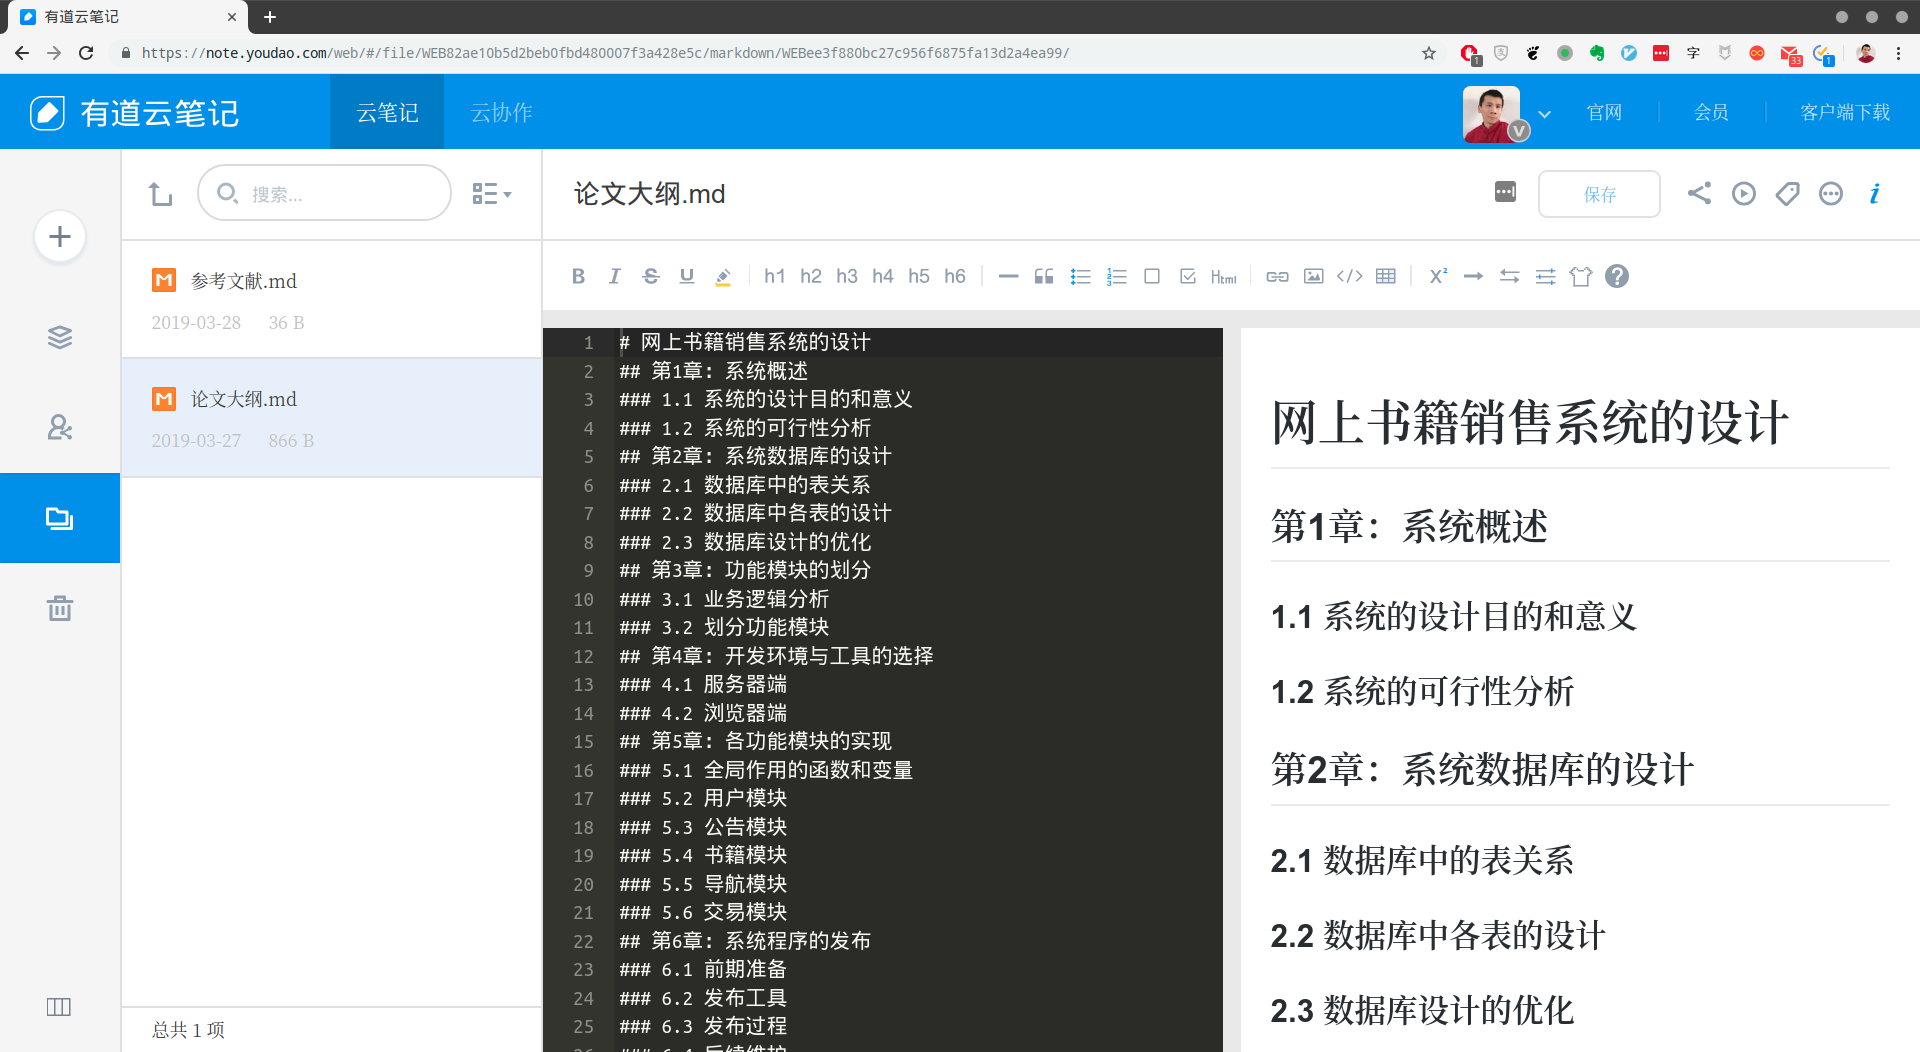 有道云笔记
https://note.youdao.com/web/#/file/WEB82ae10b5d2beb0fbd480007f3a428e5c/markdown/WEBee3f880bc27c956f6875fa13d2a4ea99/
1
字
33
1
有道云笔记
云笔记
云协作
V
官网
会员
客户端下载
搜索...
论文大纲.md
保存
B I S U h1 h2 h3 h4 h5 h6 Html </> X² ?
参考文献.md
2019-03-28 36 B
论文大纲.md
2019-03-27 866 B
总共 1 项
1 # 网上书籍销售系统的设计
2 ## 第1章：系统概述
3 ### 1.1 系统的设计目的和意义
4 ### 1.2 系统的可行性分析
5 ## 第2章：系统数据库的设计
6 ### 2.1 数据库中的表关系
7 ### 2.2 数据库中各表的设计
8 ### 2.3 数据库设计的优化
9 ## 第3章：功能模块的划分
10 ### 3.1 业务逻辑分析
11 ### 3.2 划分功能模块
12 ## 第4章：开发环境与工具的选择
13 ### 4.1 服务器端
14 ### 4.2 浏览器端
15 ## 第5章：各功能模块的实现
16 ### 5.1 全局作用的函数和变量
17 ### 5.2 用户模块
18 ### 5.3 公告模块
19 ### 5.4 书籍模块
20 ### 5.5 导航模块
21 ### 5.6 交易模块
22 ## 第6章：系统程序的发布
23 ### 6.1 前期准备
24 ### 6.2 发布工具
25 ### 6.3 发布过程
网上书籍销售系统的设计
第1章：系统概述
1.1 系统的设计目的和意义
1.2 系统的可行性分析
第2章：系统数据库的设计
2.1 数据库中的表关系
2.2 数据库中各表的设计
2.3 数据库设计的优化